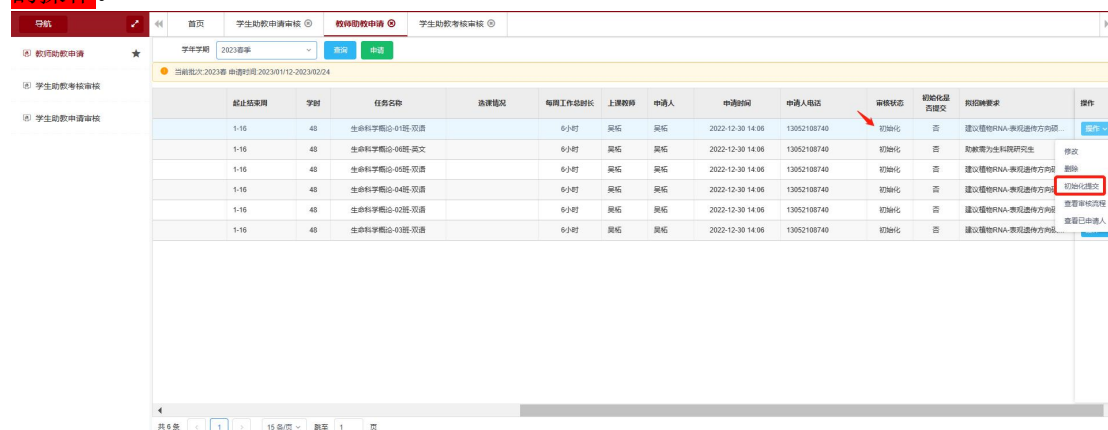 导航 首页 学生助教申请审核 教师助教申请 学生助教考核审核
教师助教申请 学年学期 2023春季 查询 申请
当前批次:2023春 申请时间:2023/01/12-2023/02/24
学生助教考核审核
学生助教申请审核
起止结束周 学时 任务名称 选课情况 每周工作总时长 上课教师 申请人 申请时间 申请人电话 审核状态 初始化是否提交 拟招聘要求 操作
1-16 48 生命科学概论-01班-双语 6小时 吴柘 吴柘 2022-12-30 14:06 13052108740 初始化 否 建议植物RNA-表观遗传方向硕... 操作
1-16 48 生命科学概论-06班-英文 6小时 吴柘 吴柘 2022-12-30 14:06 13052108740 初始化 否 助教需为生科院研究生
1-16 48 生命科学概论-05班-双语 6小时 吴柘 吴柘 2022-12-30 14:06 13052108740 初始化 否 建议植物RNA-表观遗传方向
1-16 48 生命科学概论-04班-双语 6小时 吴柘 吴柘 2022-12-30 14:06 13052108740 初始化 否 建议植物RNA-表观遗传方向
1-16 48 生命科学概论-02班-双语 6小时 吴柘 吴柘 2022-12-30 14:06 13052108740 初始化 否 建议植物RNA-表观遗传方向
1-16 48 生命科学概论-03班-双语 6小时 吴柘 吴柘 2022-12-30 14:06 13052108740 初始化 否 建议植物RNA-表观遗传方向
修改
删除
初始化提交
查看审核流程
查看已申请人
共 6 条 1 15 条/页 跳至 1 页